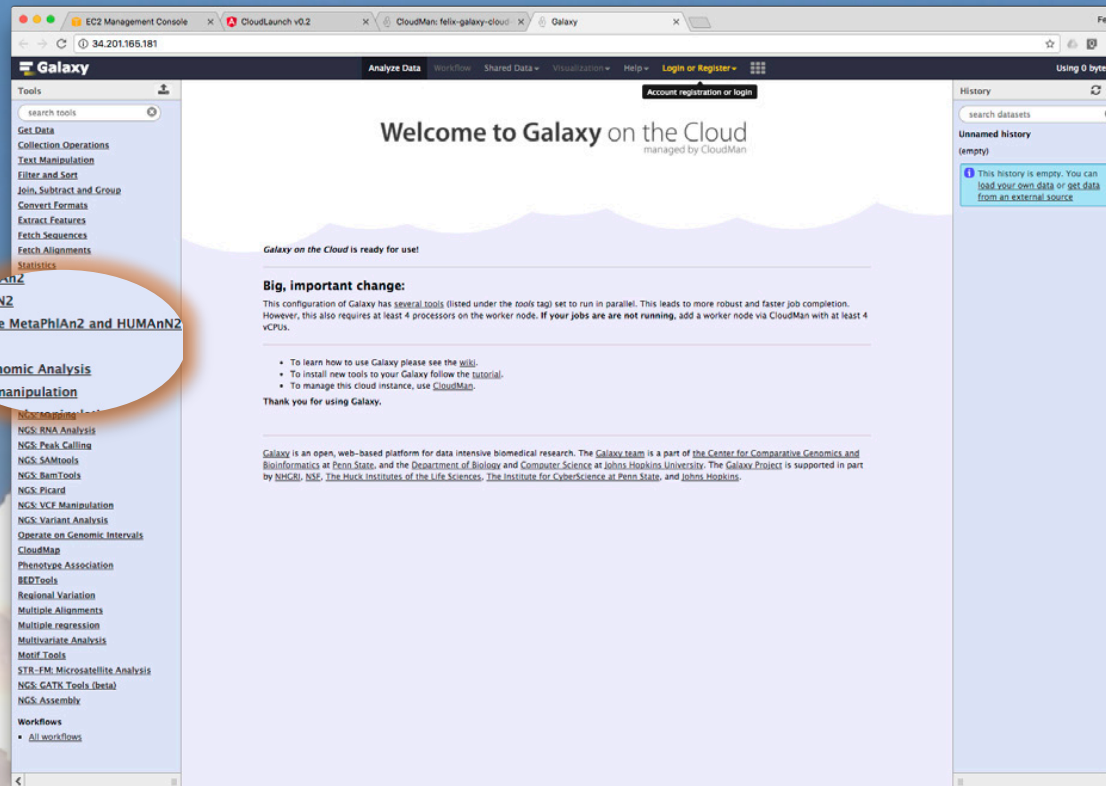 EC2 Management Console
CloudLaunch v0.2
CloudMan: felix-galaxy-cloud-
Galaxy
Fe
34.201.165.181
Galaxy
Analyze Data
Workflow
Shared Data
Visualization
Help
Login or Register
Using 0 byte
Tools
Account registration or login
History
search tools
search datasets
Get Data
Collection Operations
Text Manipulation
Filter and Sort
Join, Subtract and Group
Convert Formats
Extract Features
Fetch Sequences
Fetch Alignments
Statistics
An2
N2
e MetaPhlAn2 and HUMAnN2
nomic Analysis
manipulation
NGS: Mapping
NGS: RNA Analysis
NGS: Peak Calling
NGS: SAMtools
NGS: BamTools
NGS: Picard
NGS: VCF Manipulation
NGS: Variant Analysis
Operate on Genomic Intervals
CloudMap
Phenotype Association
BEDTools
Regional Variation
Multiple Alignments
Multiple regression
Multivariate Analysis
Motif Tools
STR-FM: Microsatellite Analysis
NGS: GATK Tools (beta)
NGS: Assembly
Workflows
All workflows
Welcome to Galaxy on the Cloud
managed by CloudMan
Galaxy on the Cloud is ready for use!
Big, important change:
This configuration of Galaxy has several tools (listed under the tools tag) set to run in parallel. This leads to more robust and faster job completion.
However, this also requires at least 4 processors on the worker node. If your jobs are are not running, add a worker node via CloudMan with at least 4
vCPUs.
To learn how to use Galaxy please see the wiki.
To install new tools to your Galaxy follow the tutorial.
To manage this cloud instance, use CloudMan.
Thank you for using Galaxy.
Galaxy is an open, web-based platform for data intensive biomedical research. The Galaxy team is a part of the Center for Comparative Genomics and
Bioinformatics at Penn State, and the Department of Biology and Computer Science at Johns Hopkins University. The Galaxy Project is supported in part
by NHGRI, NSF, The Huck Institutes of the Life Sciences, The Institute for CyberScience at Penn State, and Johns Hopkins.
Unnamed history
(empty)
This history is empty. You can
load your own data or get data
from an external source